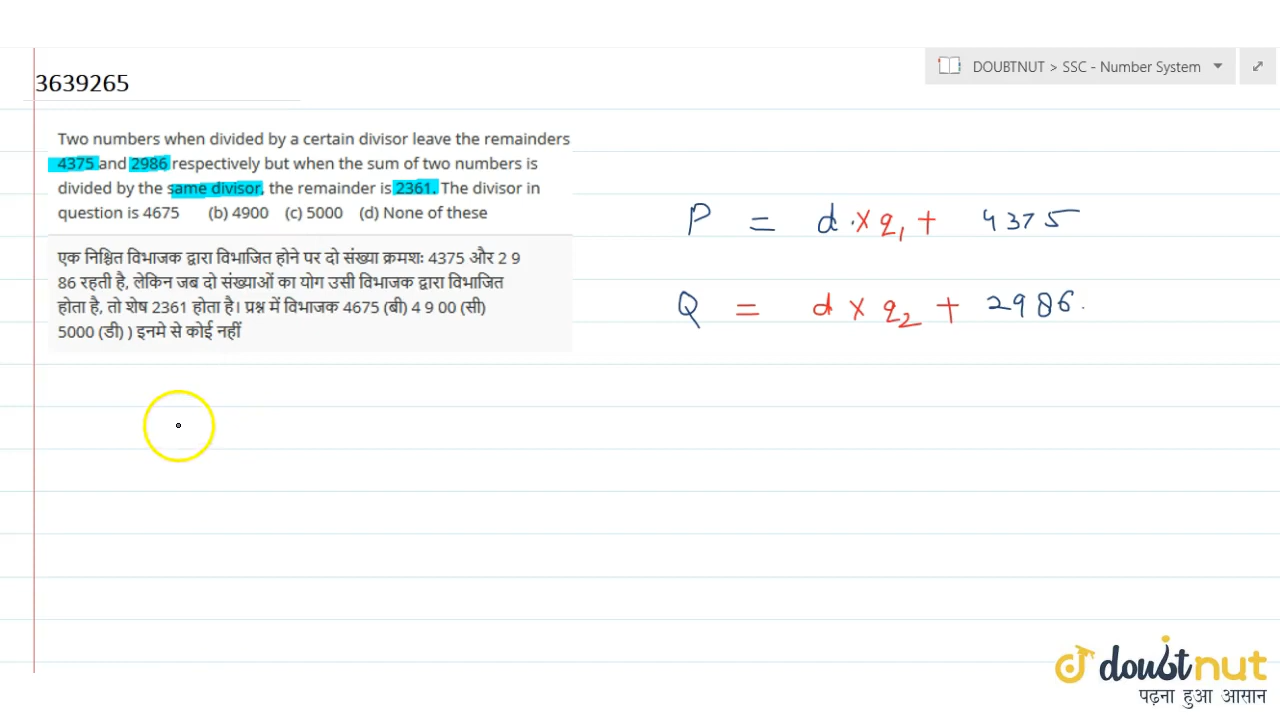 DOUBTNUT > SSC - Number System
3639265
Two numbers when divided by a certain divisor leave the remainders
4375 and 2986 respectively but when the sum of two numbers is
divided by the same divisor, the remainder is 2361. The divisor in
question is 4675 (b) 4900 (c) 5000 (d) None of these
एक निश्चित विभाजक द्वारा विभाजित होने पर दो संख्या क्रमशः 4375 और 2 9
86 रहती है, लेकिन जब दो संख्याओं का योग उसी विभाजक द्वारा विभाजित
होता है, तो शेष 2361 होता है। प्रश्न में विभाजक 4675 (बी) 4 9 00 (सी)
5000 (डी) ) इनमे से कोई नहीं
P = d . × q₁ + 4375
Q = d × q₂ + 2986.
doubtnut
पढ़ना हुआ आसान